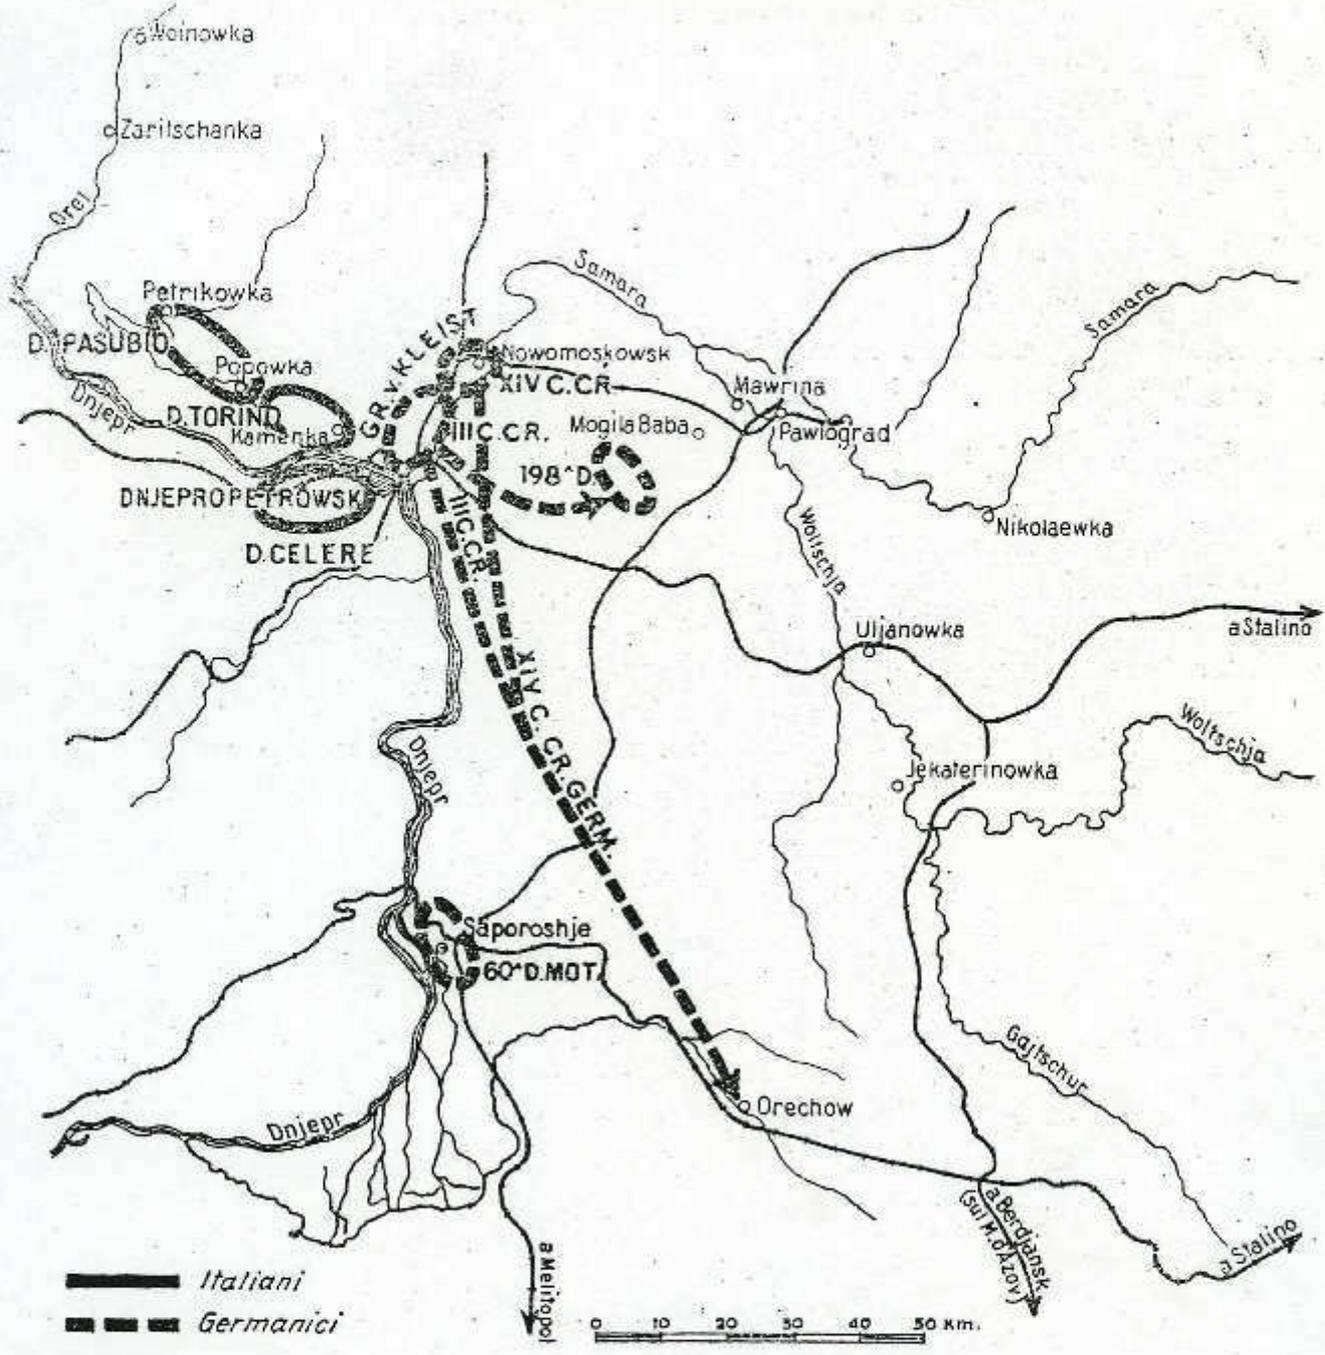 Woinowka
Zaritschanka
Orel
Samara
Petrikowka
Samara
D. PASUBIO
GR. V. KLEIST
Nowomoskowsk
Popowka
XIV C. CR.
Mawrina
Dnjepr
D. TORINO
Kamenka
III C. CR.
Mogila Baba
Pawlograd
198^ D.
DNJEPROPETROWSK
III C. CR.
Nikolaewka
Woltschja
D. CELERE
Uljanowka
a Stalino
XIV C. CR. GERM.
Woltschja
Dnjepr
Jekaterinowka
Saporoshje
60^ D. MOT.
Gajtschur
Orechow
Dnjepr
a Berdjansk
(sul M. d'Azov)
a Stalino
a Melitopol
Italiani
Germanici
0 10 20 30 40 50 Km.